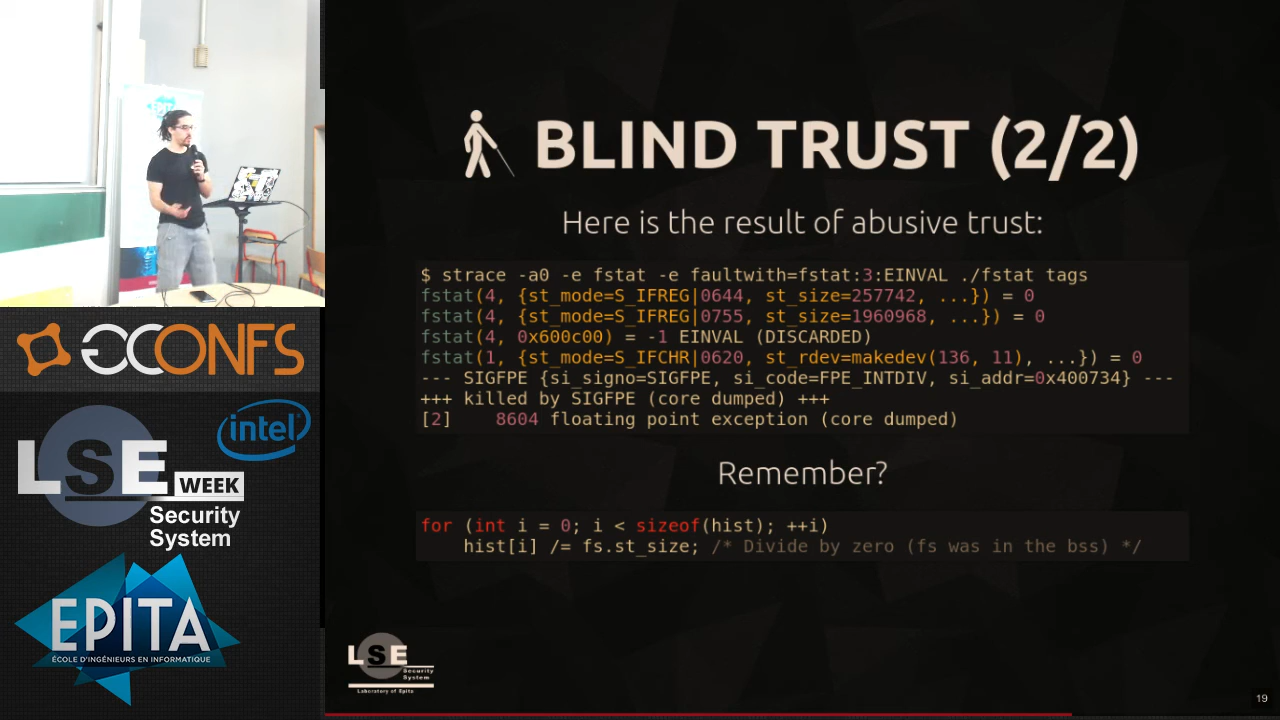 EPITA
BLIND TRUST (2/2)
Here is the result of abusive trust:
$ strace -a0 -e fstat -e faultwith=fstat:3:EINVAL ./fstat tags
fstat(4, {st_mode=S_IFREG|0644, st_size=257742, ...}) = 0
fstat(4, {st_mode=S_IFREG|0755, st_size=1960968, ...}) = 0
fstat(4, 0x600c00) = -1 EINVAL (DISCARDED)
fstat(1, {st_mode=S_IFCHR|0620, st_rdev=makedev(136, 11), ...}) = 0
--- SIGFPE {si_signo=SIGFPE, si_code=FPE_INTDIV, si_addr=0x400734} ---
+++ killed by SIGFPE (core dumped) +++
[2]    8604 floating point exception (core dumped)
Remember?
for (int i = 0; i < sizeof(hist); ++i)
    hist[i] /= fs.st_size; /* Divide by zero (fs was in the bss) */
GCONFS
intel
LSE WEEK
Security
System
EPITA
ÉCOLE D'INGÉNIEURS EN INFORMATIQUE
LSE
Security
System
Laboratory of Epita
19